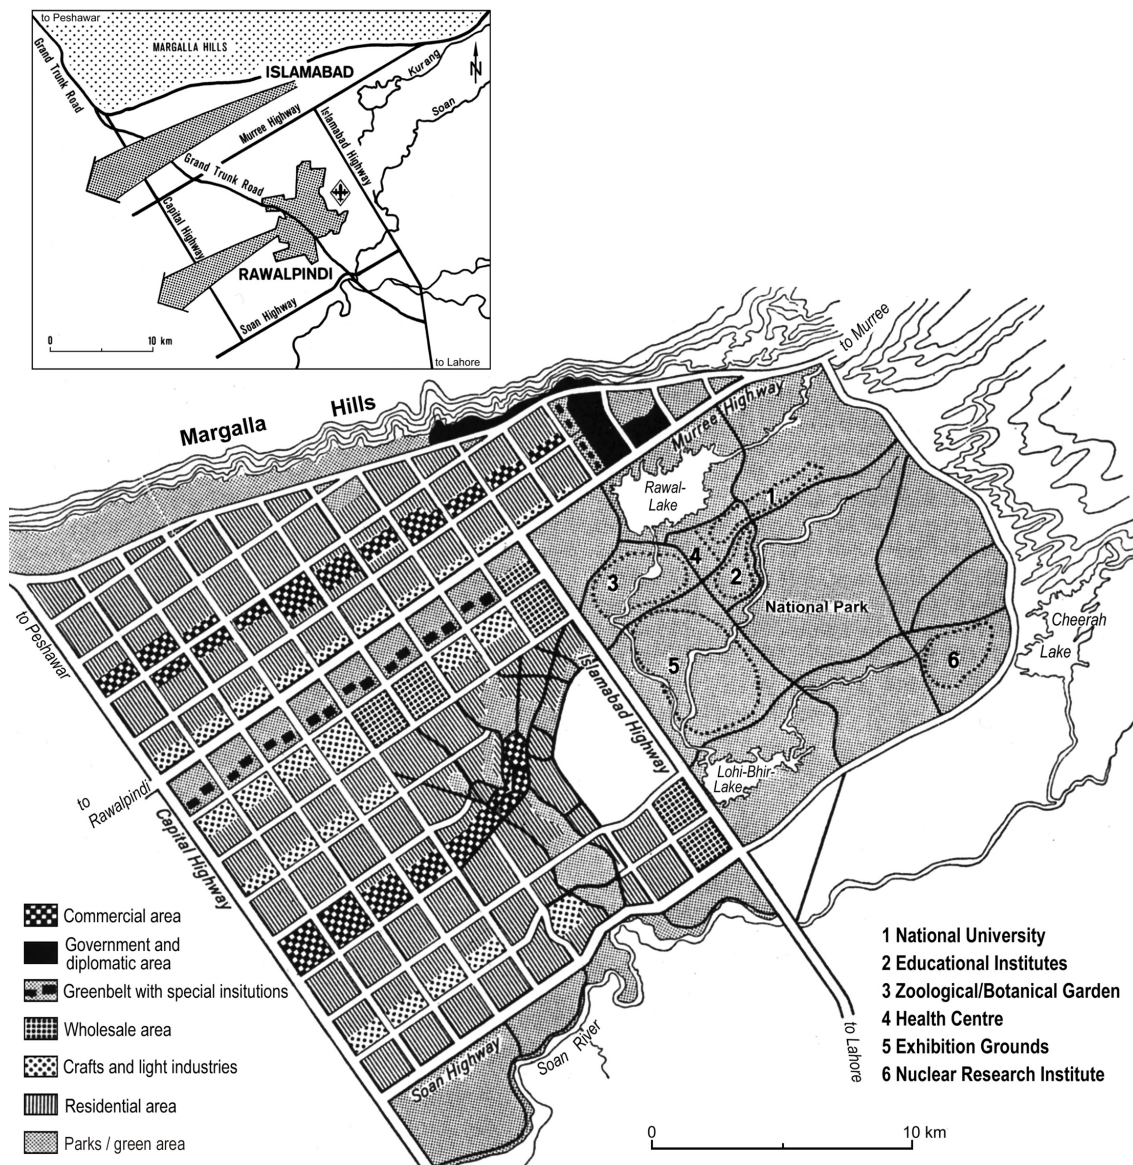 to Peshawar
MARGALLA HILLS
Grand Trunk Road
ISLAMABAD
Kurang
N
Soan
Murree Highway
Islamabad Highway
Grand Trunk Road
Capital Highway
RAWALPINDI
Soan Highway
0 10 km
to Lahore
to Murree
Margalla
Hills
Murree Highway
Rawal-
Lake
1
4
3
2
National Park
Cheerah
Lake
to Peshawar
5
6
Islamabad Highway
Lohi-Bhir-
Lake
to
Rawalpindi
Capital Highway
Commercial area
Government and
diplomatic area
Greenbelt with special insitutions
Wholesale area
Crafts and light industries
Residential area
Parks / green area
Soan Highway
Soan River
to Lahore
1 National University
2 Educational Institutes
3 Zoological/Botanical Garden
4 Health Centre
5 Exhibition Grounds
6 Nuclear Research Institute
0 10 km